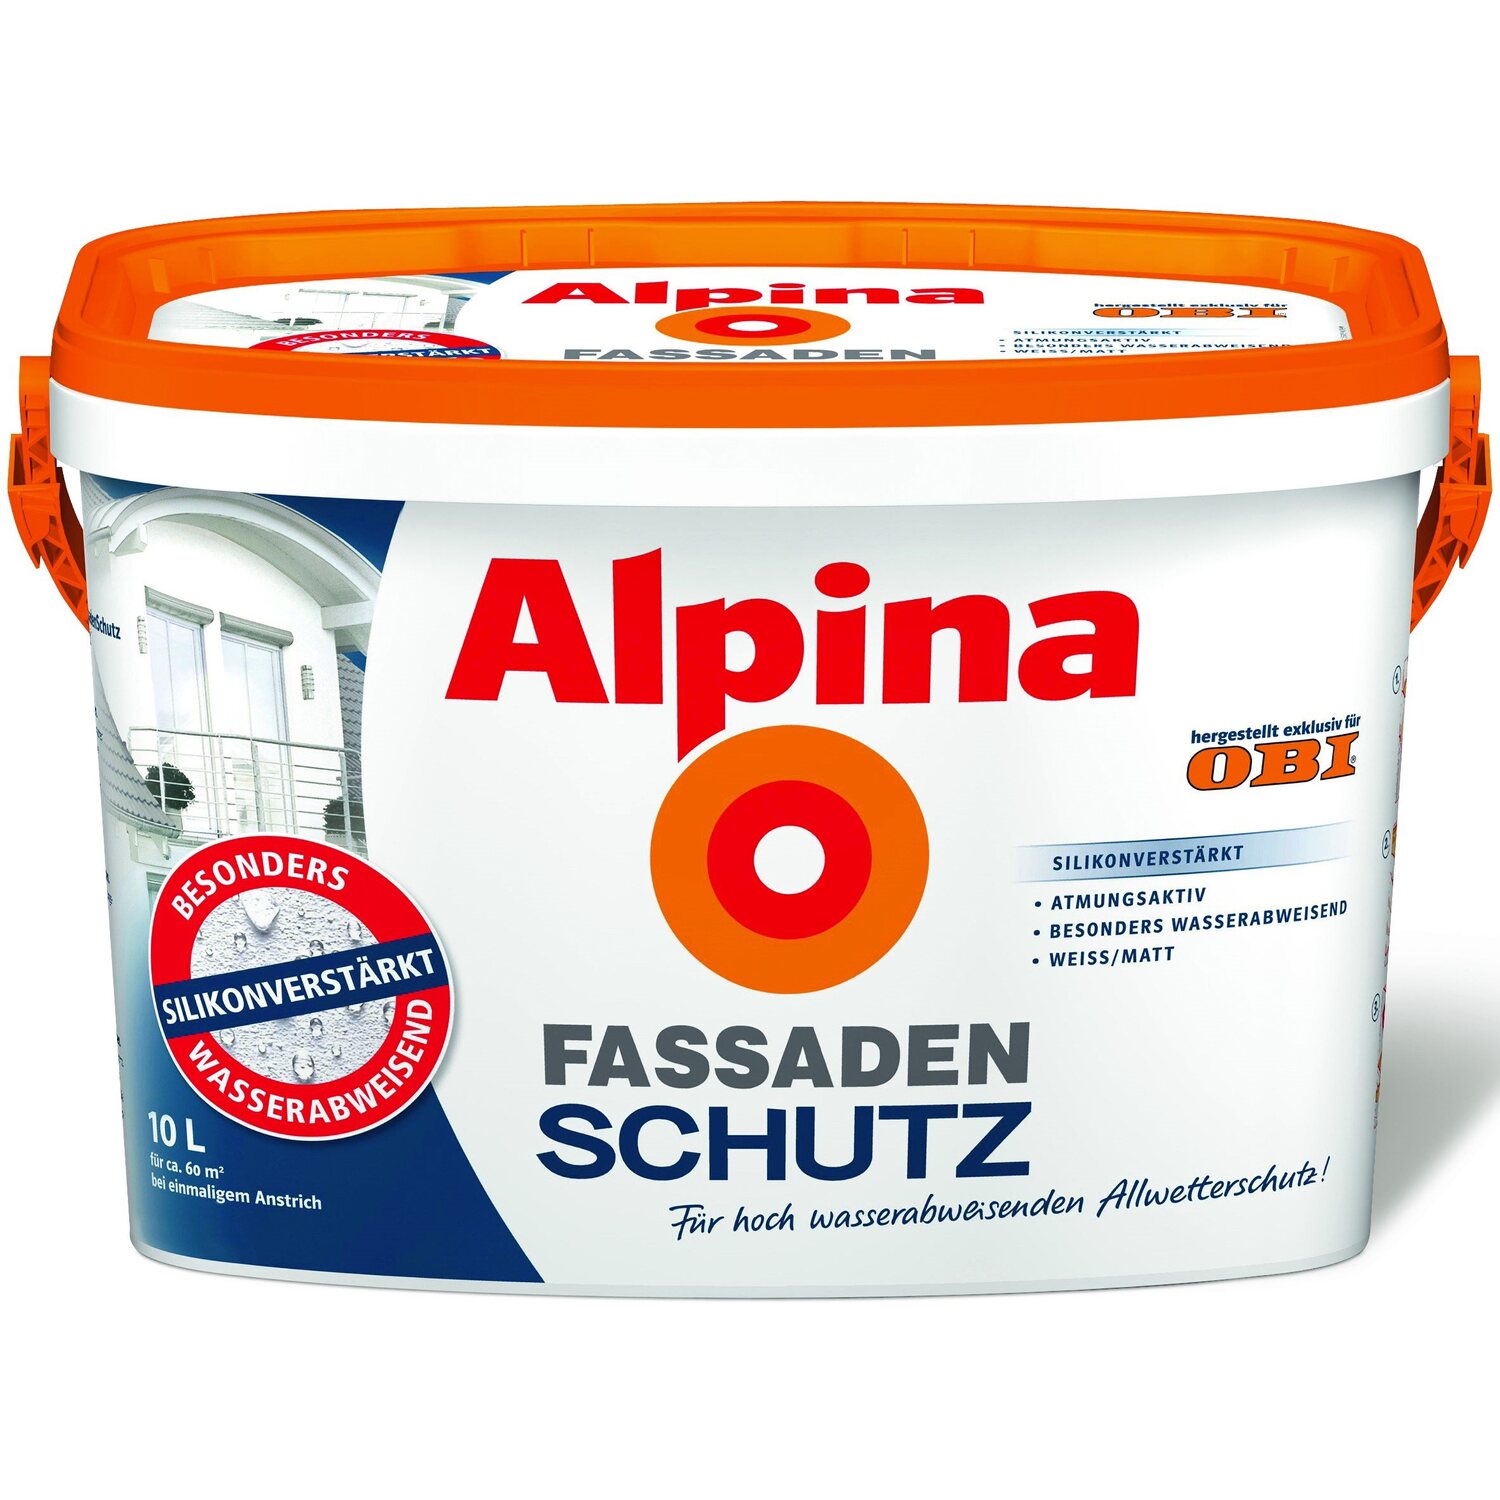 Alpina
FASSADEN
hergestellt exklusiv für
OBI
SILIKONVERSTÄRKT
• ATMUNGSAKTIV
• BESONDERS WASSERABWEISEND
• WEISS/MATT
BESONDERS
Alpina
hergestellt exklusiv für
OBI®
SILIKONVERSTÄRKT
• ATMUNGSAKTIV
• BESONDERS WASSERABWEISEND
• WEISS/MATT
BESONDERS
SILIKONVERSTÄRKT
WASSERABWEISEND
FASSADEN
SCHUTZ
Für hoch wasserabweisenden Allwetterschutz!
10 L
für ca. 60 m²
bei einmaligem Anstrich